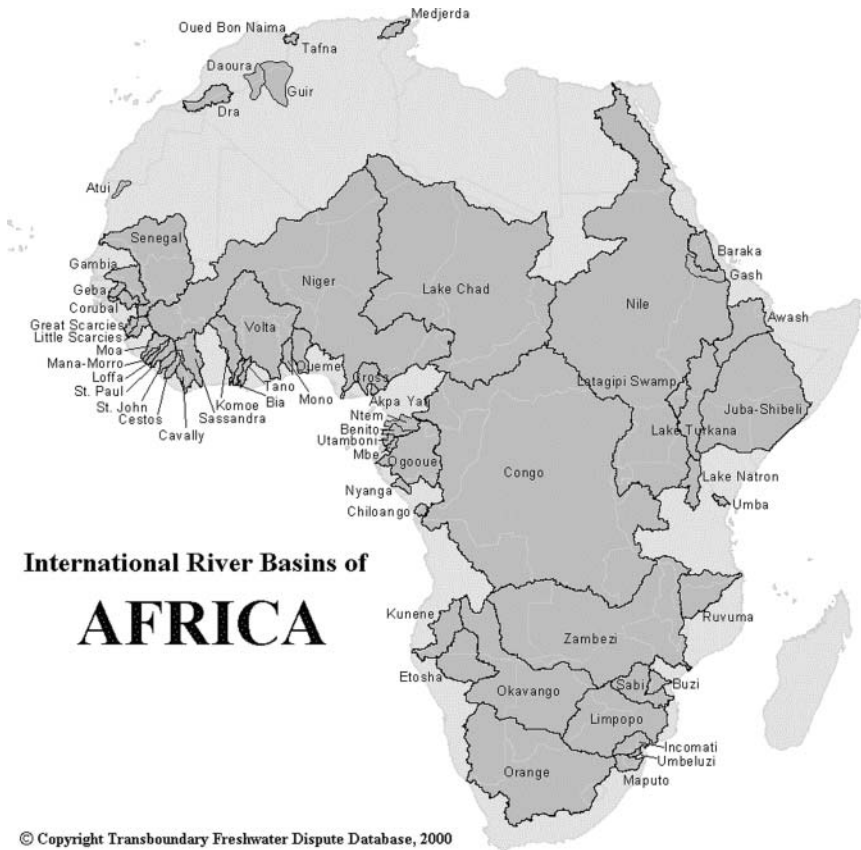 Medjerda
Oued Bon Naima
Tafna
Daoura
Guir
Dra
Atui
Senegal
Gambia
Geba
Corubal
Great Scarcies
Little Scarcies
Moa
Mana-Morro
Loffa
St. Paul
St. John
Cestos
Cavally
Sassandra
Komoe
Bia
Tano
Mono
Volta
Oueme
Niger
Lake Chad
Nile
Baraka
Gash
Awash
Cross
Akpa Yafi
Ntem
Benito
Utamboni
Mbe
Ogooue
Nyanga
Chiloango
Congo
Lotagipi Swamp
Lake Turkana
Juba-Shibeli
Lake Natron
Umba
International River Basins of
AFRICA
Kunene
Etosha
Zambezi
Ruvuma
Okavango
Sabi
Buzi
Limpopo
Incomati
Umbeluzi
Maputo
Orange
© Copyright Transboundary Freshwater Dispute Database, 2000